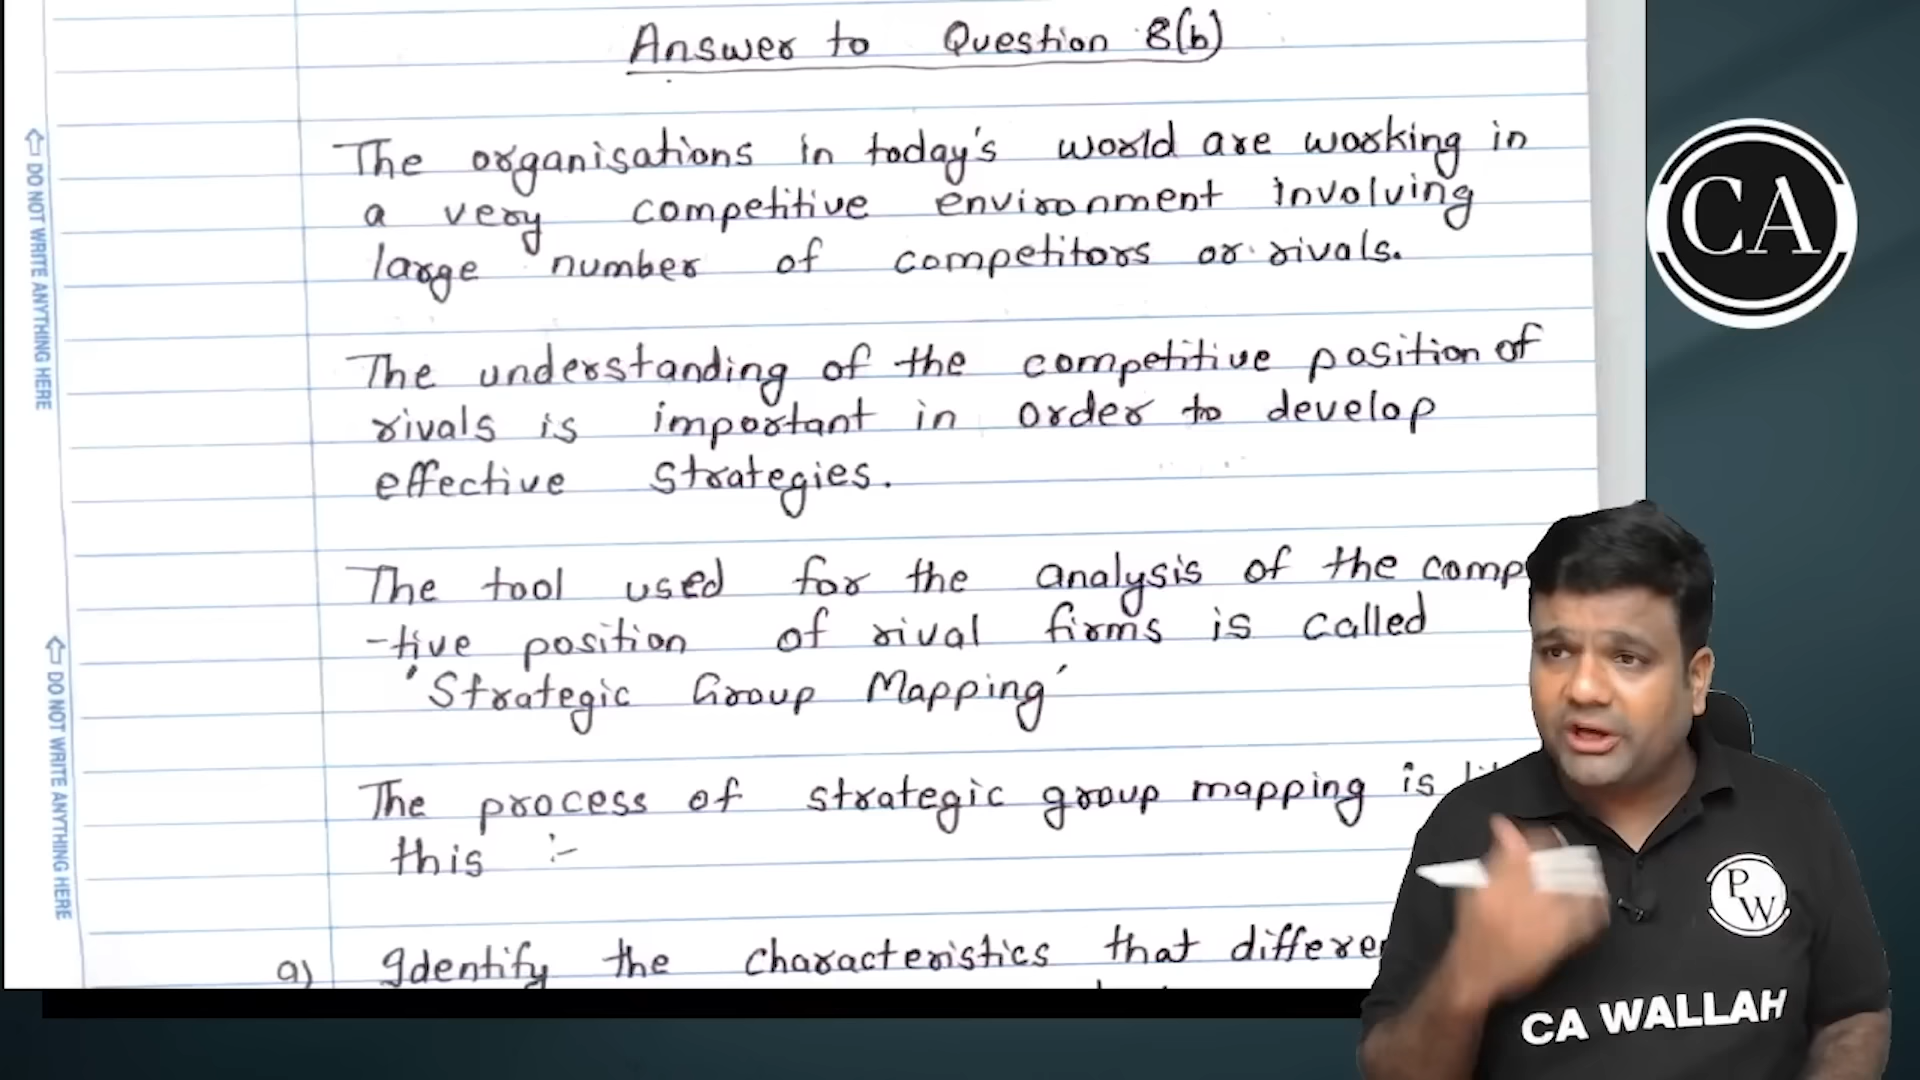 Answer to Question 8(b)
The organisations in today's world are working in
a very competitive environment involving
large number of competitors or rivals.
The understanding of the competitive position of
rivals is important in order to develop
effective strategies.
The tool used for the analysis of the comp
-tive position of rival firms is called
'Strategic Group Mapping'
The process of strategic group mapping is
this :-
a) Identify the characteristics that differe
DO NOT WRITE ANYTHING HERE
DO NOT WRITE ANYTHING HERE
CA
PW
CA WALLAH